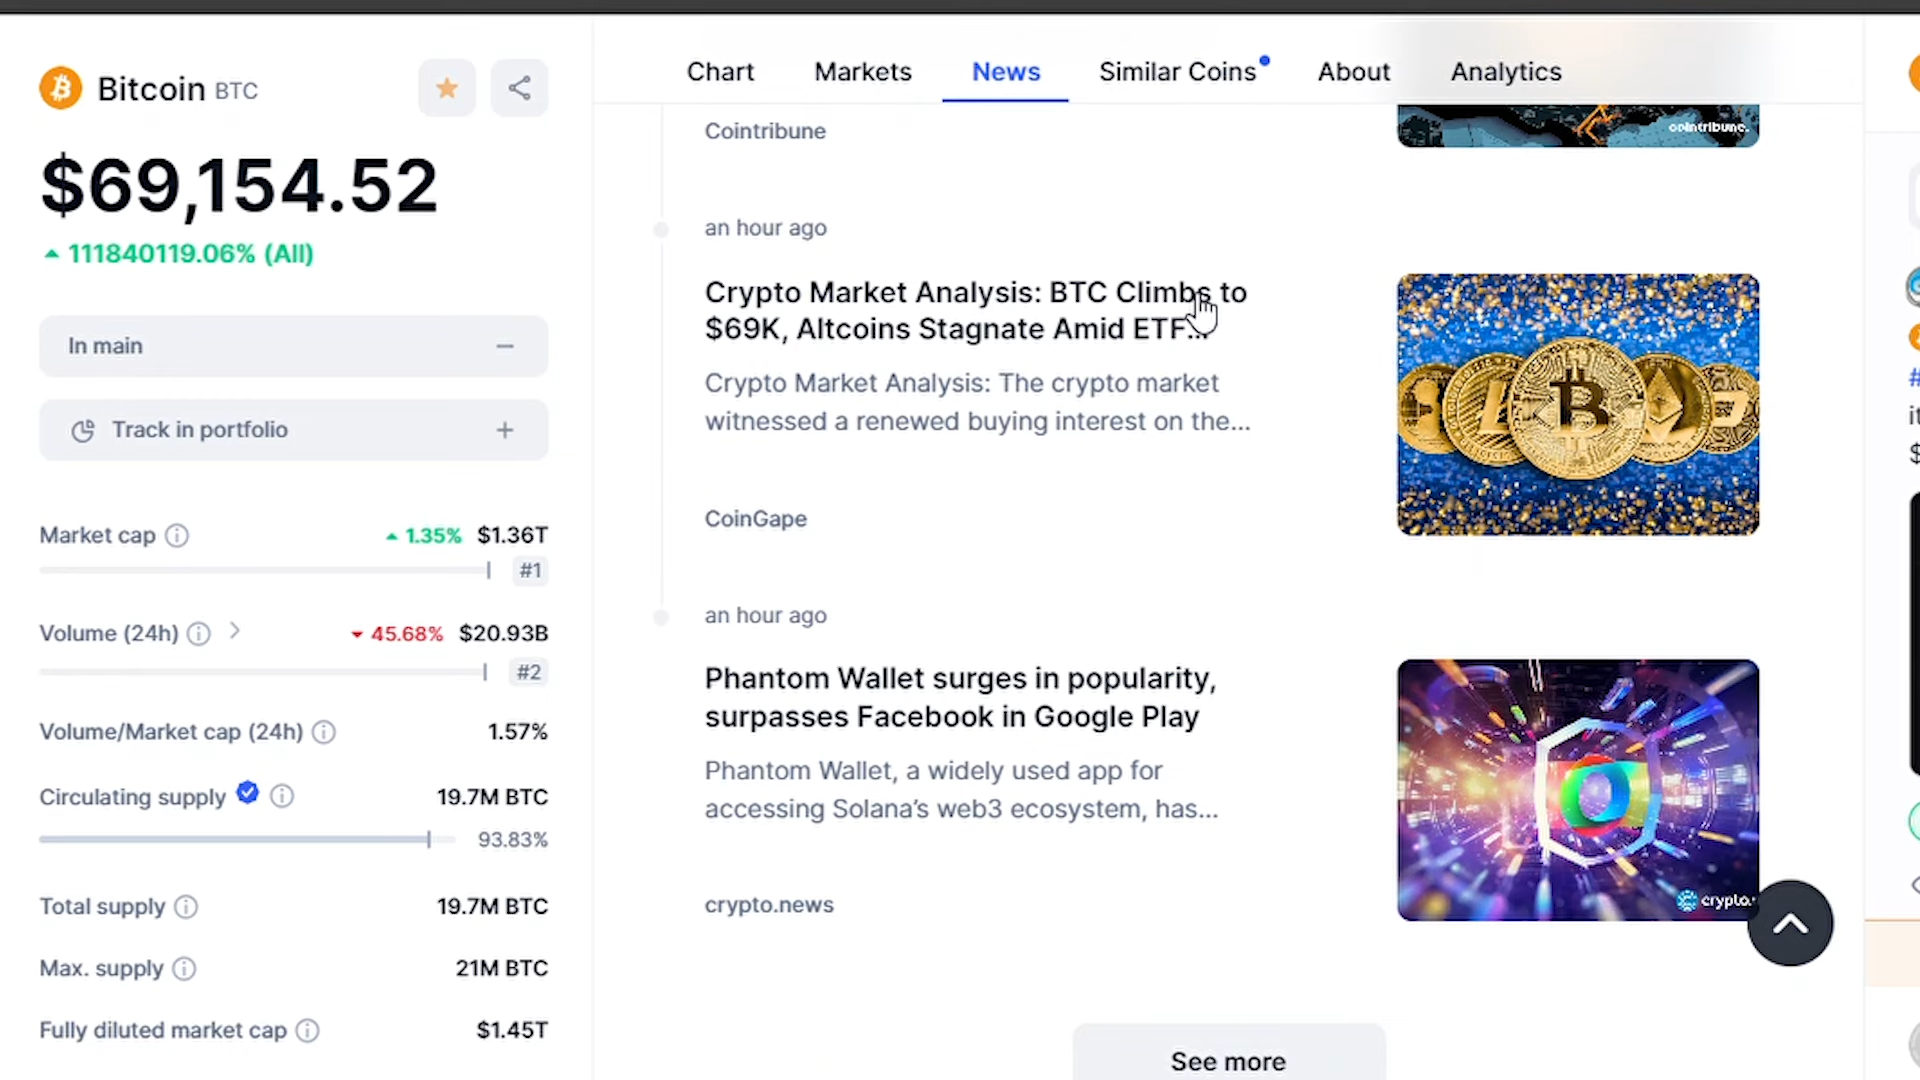 Bitcoin BTC
$69,154.52
111840119.06% (All)
In main
Track in portfolio
Market cap 1.35% $1.36T
#1
Volume (24h) 45.68% $20.93B
#2
Volume/Market cap (24h) 1.57%
Circulating supply 19.7M BTC
93.83%
Total supply 19.7M BTC
Max. supply 21M BTC
Fully diluted market cap $1.45T
Chart Markets News Similar Coins About Analytics
Cointribune
cointribune.
an hour ago
Crypto Market Analysis: BTC Climbs to
$69K, Altcoins Stagnate Amid ETF...
Crypto Market Analysis: The crypto market
witnessed a renewed buying interest on the...
CoinGape
an hour ago
Phantom Wallet surges in popularity,
surpasses Facebook in Google Play
Phantom Wallet, a widely used app for
accessing Solana's web3 ecosystem, has...
crypto.news
crypto.
See more
#
$